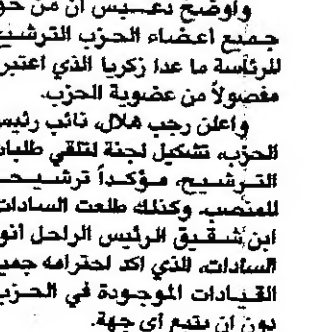 وأوضح دعبيس أن من حق
جميع أعضاء الحزب الترشيح
للرئاسة ما عدا زكريا الذي اعتبر
مفصولاً من عضوية الحزب.
وأعلن رجب هلال، نائب رئيس
الحزب، تشكيل لجنة لتلقي طلبات
الترشيح، مؤكداً ترشيحه
للمنصب. وكذلك طلعت السادات
ابن شقيق الرئيس الراحل أنور
السادات، الذي أكد احترامه جميع
القيادات الموجودة في الحزب
دون أن يتبع أي جهة.